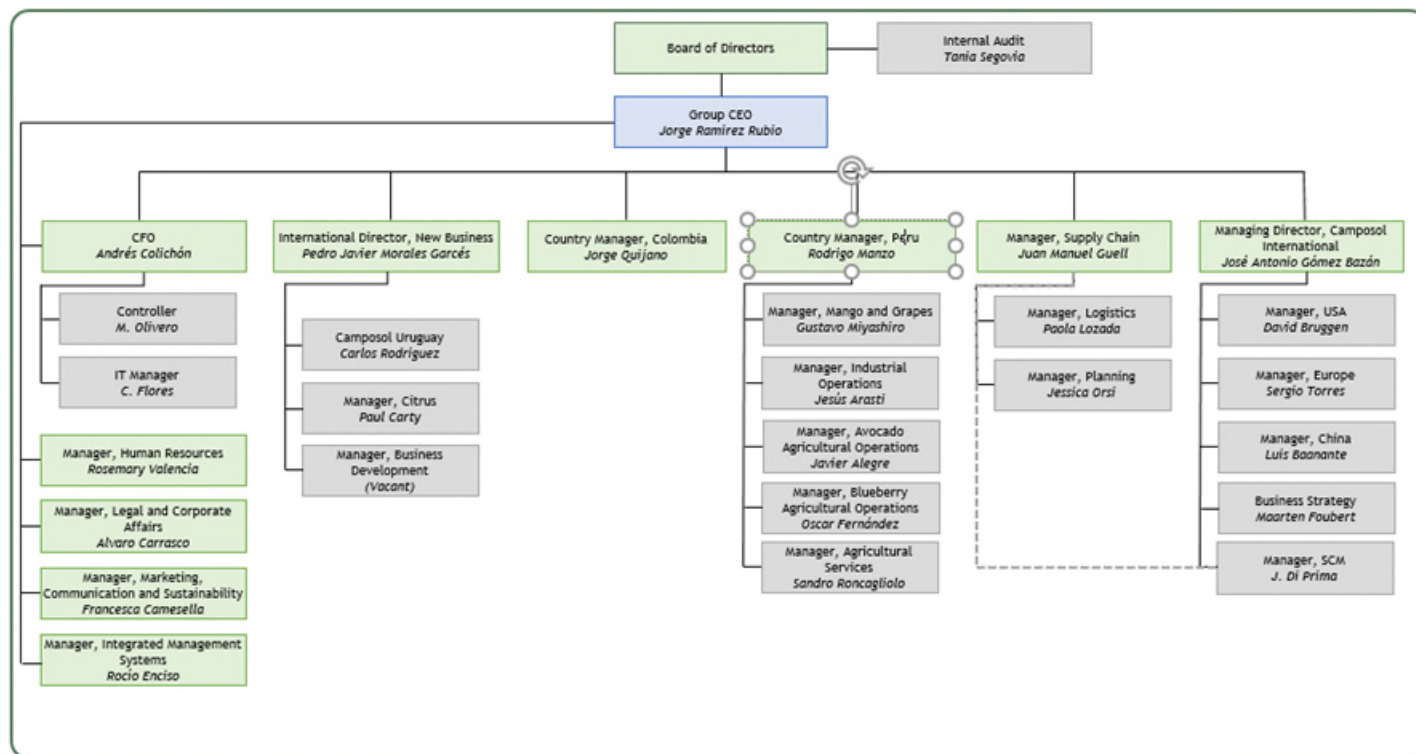 Board of Directors
Internal Audit
Tania Segovia
Group CEO
Jorge Ramírez Rubio
CFO
Andrés Colichón
International Director, New Business
Pedro Javier Morales Garcés
Country Manager, Colombia
Jorge Quijano
Country Manager, Peru
Rodrigo Manzo
Manager, Supply Chain
Juan Manuel Guell
Managing Director, Camposol
International
José Antonio Gómez Bazán
Controller
M. Olivero
IT Manager
C. Flores
Manager, Human Resources
Rosemary Valencia
Manager, Legal and Corporate
Affairs
Alvaro Carrasco
Manager, Marketing,
Communication and Sustainability
Francesca Camesella
Manager, Integrated Management
Systems
Rocío Enciso
Camposol Uruguay
Carlos Rodriguez
Manager, Citrus
Paul Carty
Manager, Business
Development
(Vacant)
Manager, Mango and Grapes
Gustavo Miyashiro
Manager, Industrial
Operations
Jesús Arasti
Manager, Avocado
Agricultural Operations
Javier Alegre
Manager, Blueberry
Agricultural Operations
Oscar Fernández
Manager, Agricultural
Services
Sandro Roncagliolo
Manager, Logistics
Paola Lozada
Manager, Planning
Jessica Orsi
Manager, USA
David Bruggen
Manager, Europe
Sergio Torres
Manager, China
Luis Baanante
Business Strategy
Maarten Foubert
Manager, SCM
J. Di Prima